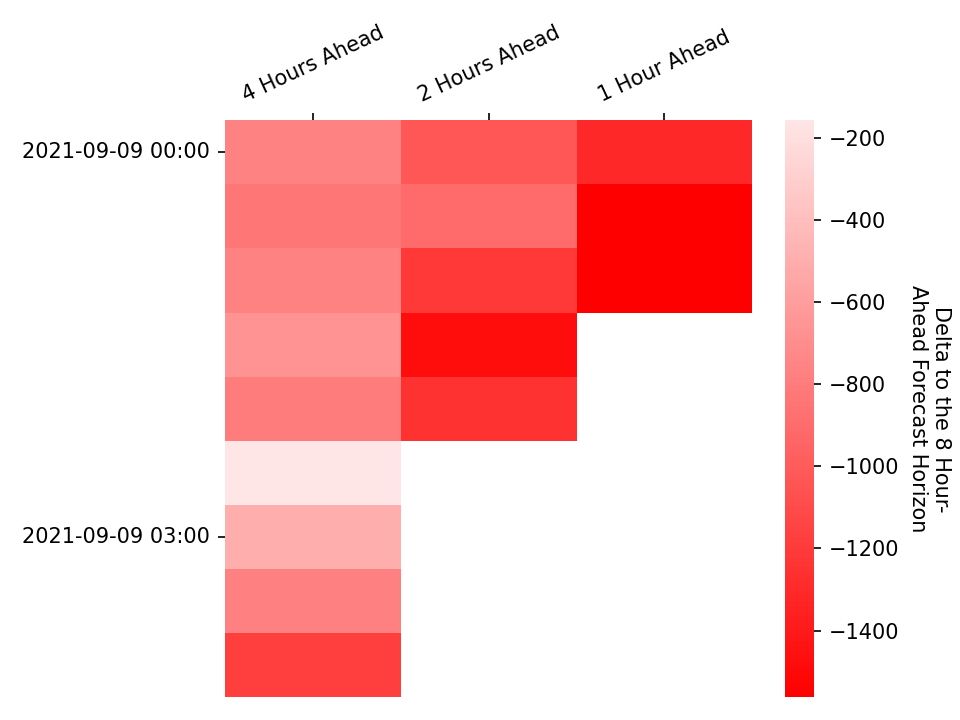 4 Hours Ahead
2 Hours Ahead
1 Hour Ahead
2021-09-09 00:00
2021-09-09 03:00
−200
−400
−600
−800
−1000
−1200
−1400
Delta to the 8 Hour-
Ahead Forecast Horizon